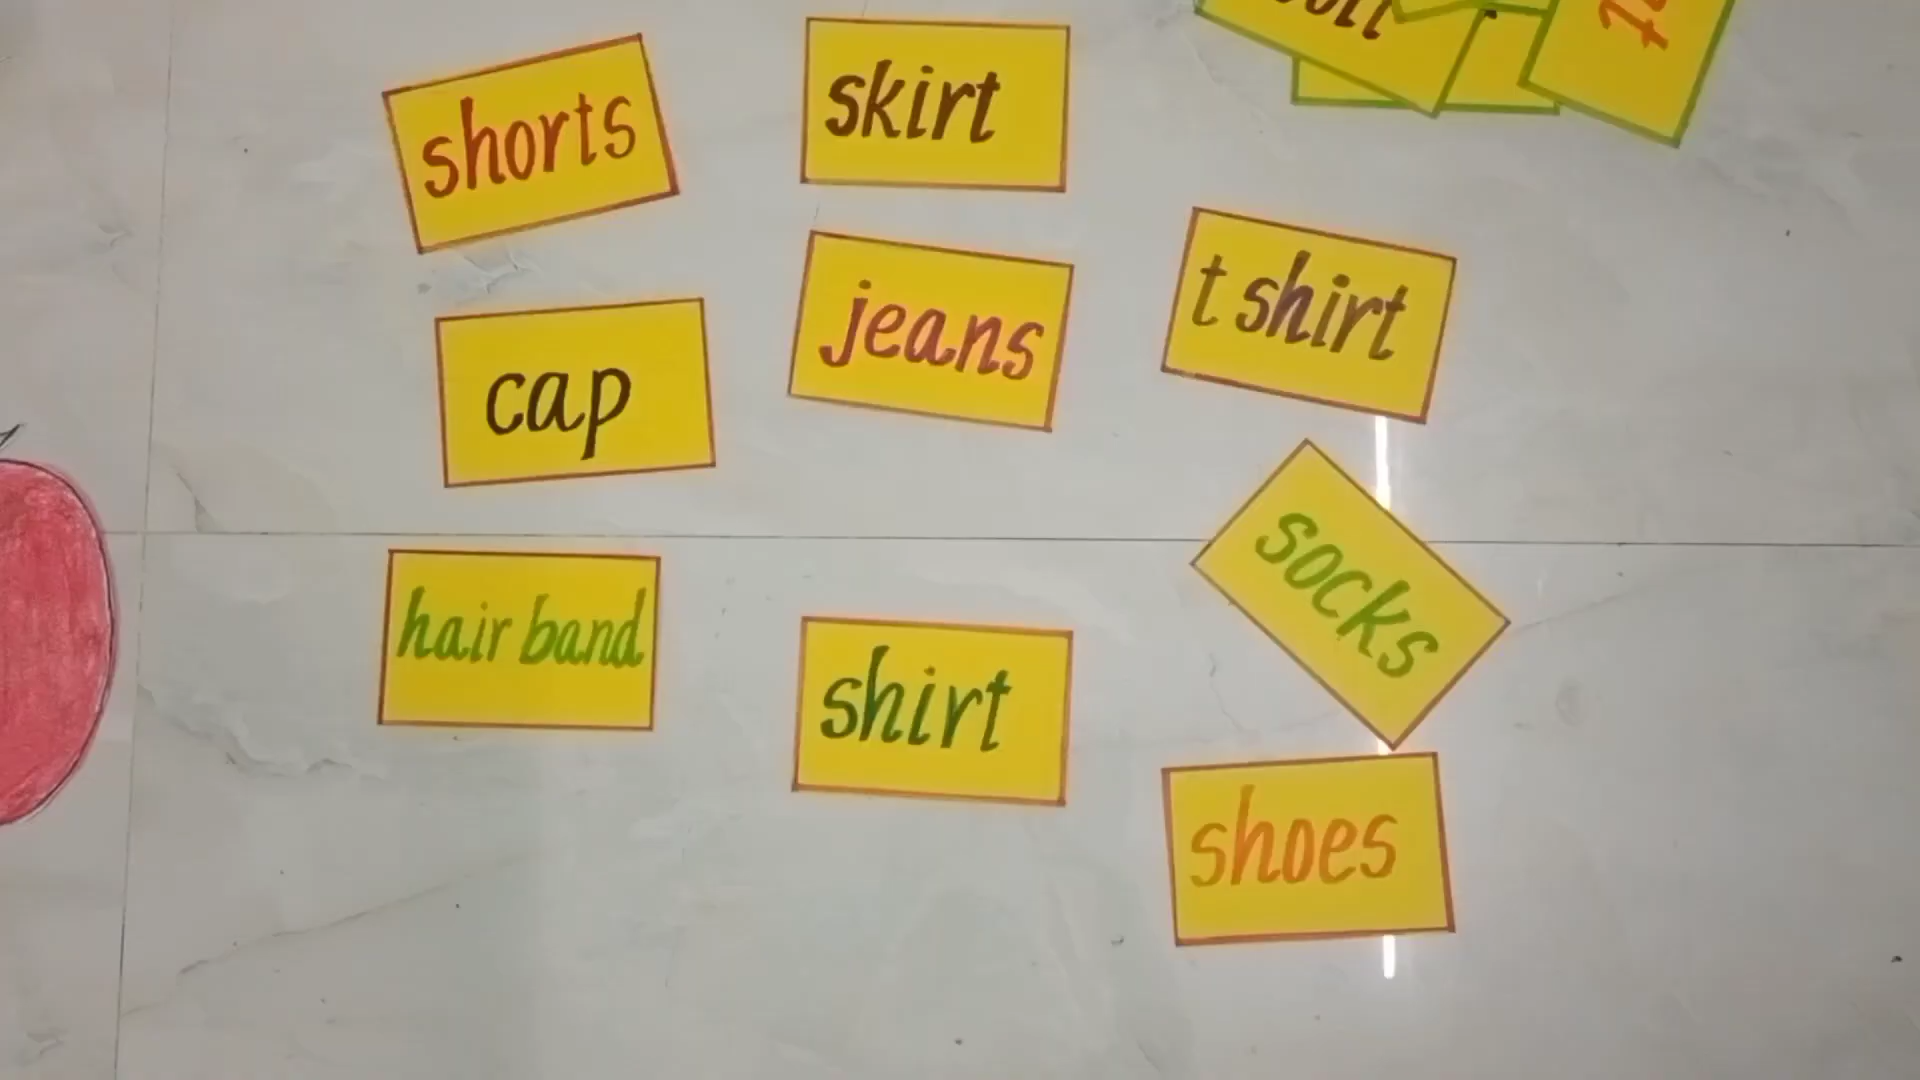 shorts
skirt
t shirt
jeans
cap
socks
hair band
shirt
shoes